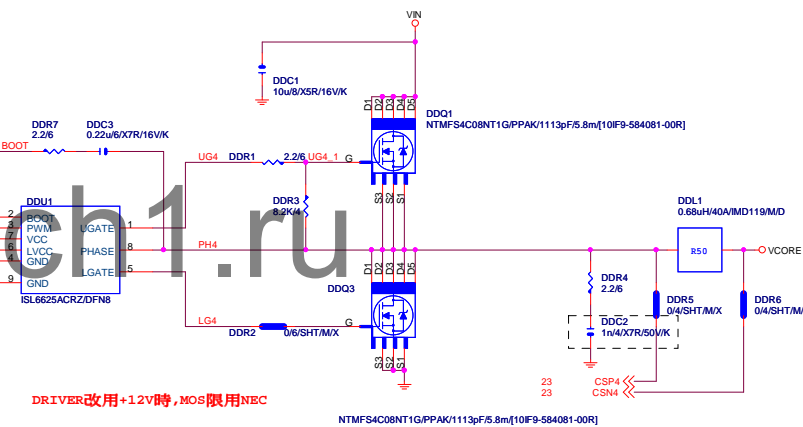 VIN
DDC1
10u/8/X5R/16V/K
D1
D2
D3
D4
D5
DDQ1
NTMFS4C08NT1G/PPAK/1113pF/5.8m/[10IF9-584081-00R]
DDR7
2.2/6
DDC3
0.22u/6/X7R/16V/K
BOOT
UG4
DDR1
2.2/6
UG4_1
G
S3
S2
S1
DDR3
8.2K/4
DDU1
2
BOOT
3
PWM
7
VCC
6
LVCC
4
GND
9
GND
UGATE
1
PHASE
8
LGATE
5
ISL6625ACRZ/DFN8
ch1.ru
PH4
D1
D2
D3
D4
D5
DDQ3
LG4
DDR2
0/6/SHT/M/X
G
S3
S2
S1
DDL1
0.68uH/40A/IMD119/M/D
R50
VCORE
DDR4
2.2/6
DDC2
1n/4/X7R/50V/K
DDR5
0/4/SHT/M/X
DDR6
0/4/SHT/M/
23
CSP4
23
CSN4
DRIVER改用+12V時,MOS限用NEC
NTMFS4C08NT1G/PPAK/1113pF/5.8m/[10IF9-584081-00R]